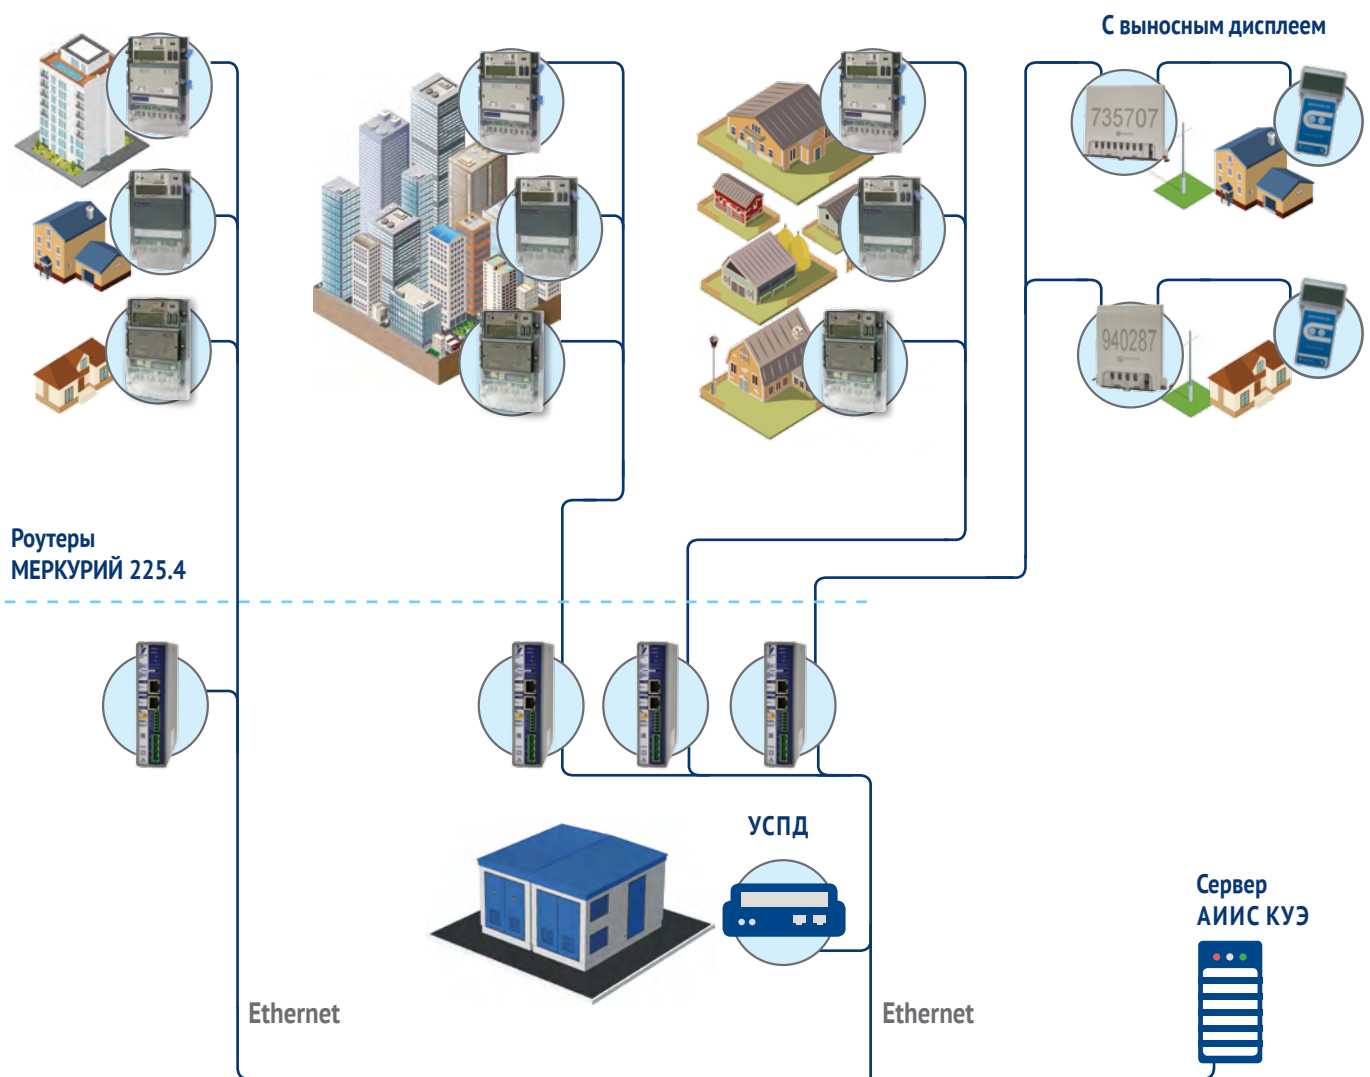 С выносным дисплеем
735707
940287
Роутеры
МЕРКУРИЙ 225.4
УСПД
Сервер
АИИС КУЭ
Ethernet
Ethernet